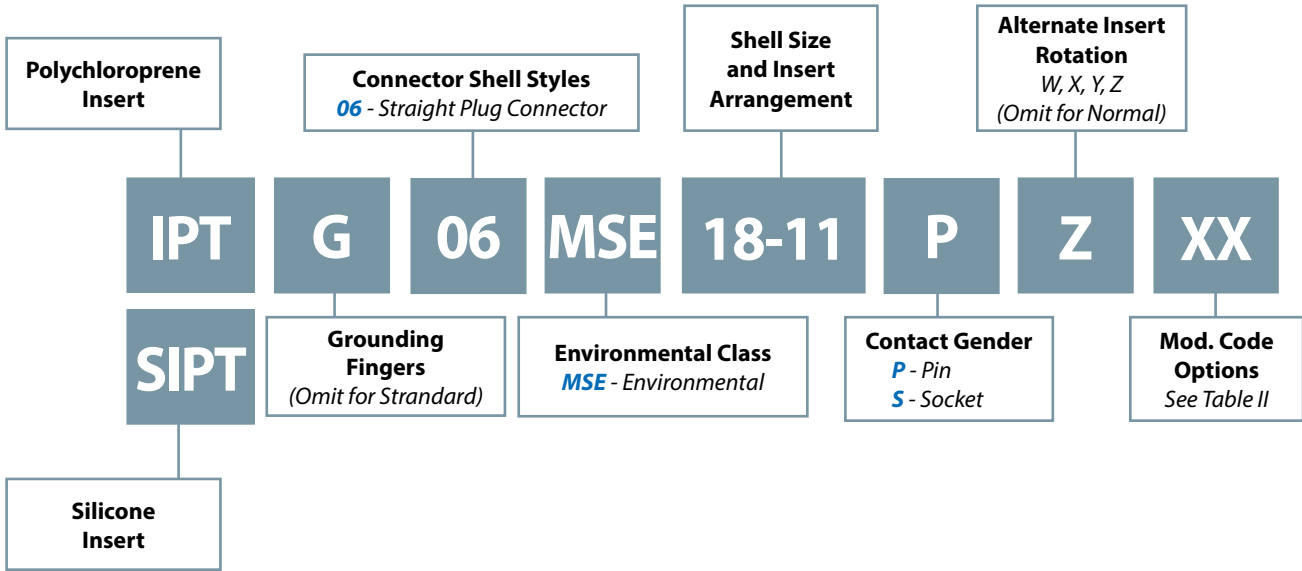 Polychloroprene
Insert
Connector Shell Styles
06 - Straight Plug Connector
Shell Size
and Insert
Arrangement
Alternate Insert
Rotation
W, X, Y, Z
(Omit for Normal)
IPT
G
06
MSE
18-11
P
Z
XX
SIPT
Grounding
Fingers
(Omit for Strandard)
Environmental Class
MSE - Environmental
Contact Gender
P - Pin
S - Socket
Mod. Code
Options
See Table II
Silicone
Insert